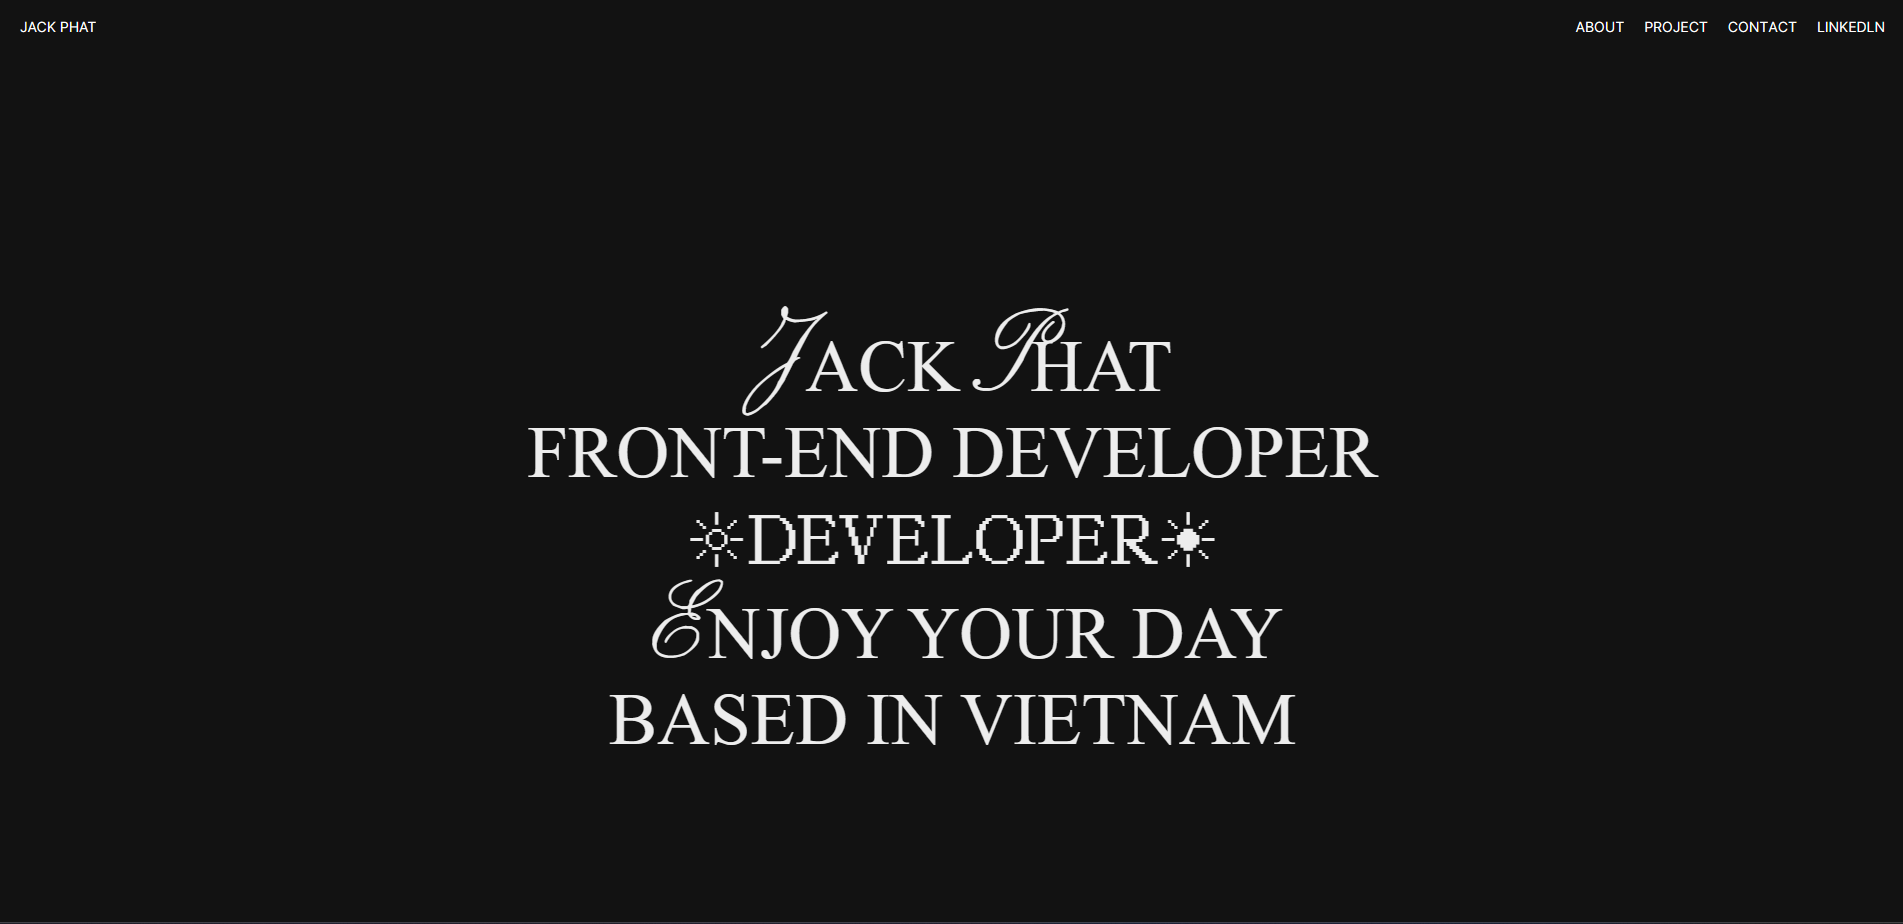 JACK PHAT
ABOUT PROJECT CONTACT LINKEDLN
JACK PHAT
FRONT-END DEVELOPER
☼DEVELOPER☀
ENJOY YOUR DAY
BASED IN VIETNAM